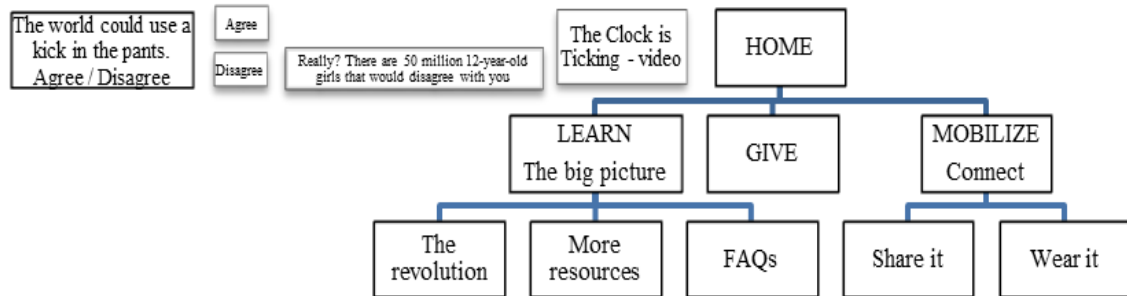 The world could use a
kick in the pants.
Agree / Disagree
Agree
Disagree
Really? There are 50 million 12-year-old
girls that would disagree with you
The Clock is
Ticking - video
HOME
LEARN
The big picture
GIVE
MOBILIZE
Connect
The
revolution
More
resources
FAQs
Share it
Wear it